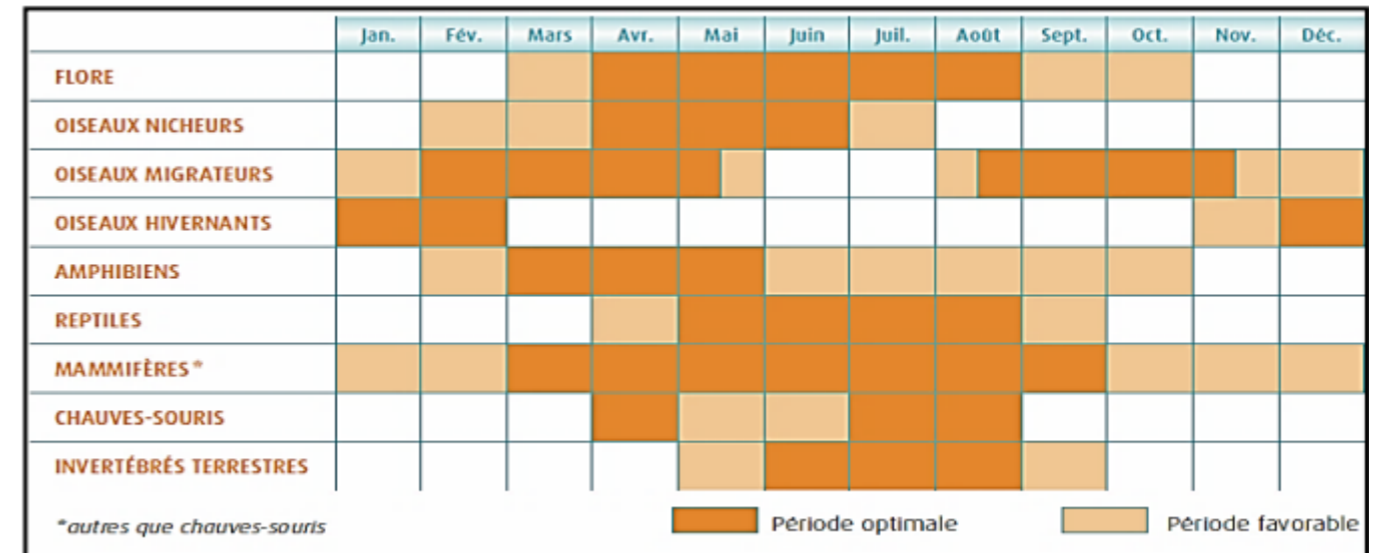 Jan. Fév. Mars Avr. Mai Juin Juil. Août Sept. Oct. Nov. Déc.
FLORE
OISEAUX NICHEURS
OISEAUX MIGRATEURS
OISEAUX HIVERNANTS
AMPHIBIENS
REPTILES
MAMMIFÈRES*
CHAUVES-SOURIS
INVERTÉBRÉS TERRESTRES
*autres que chauves-souris Période optimale Période favorable